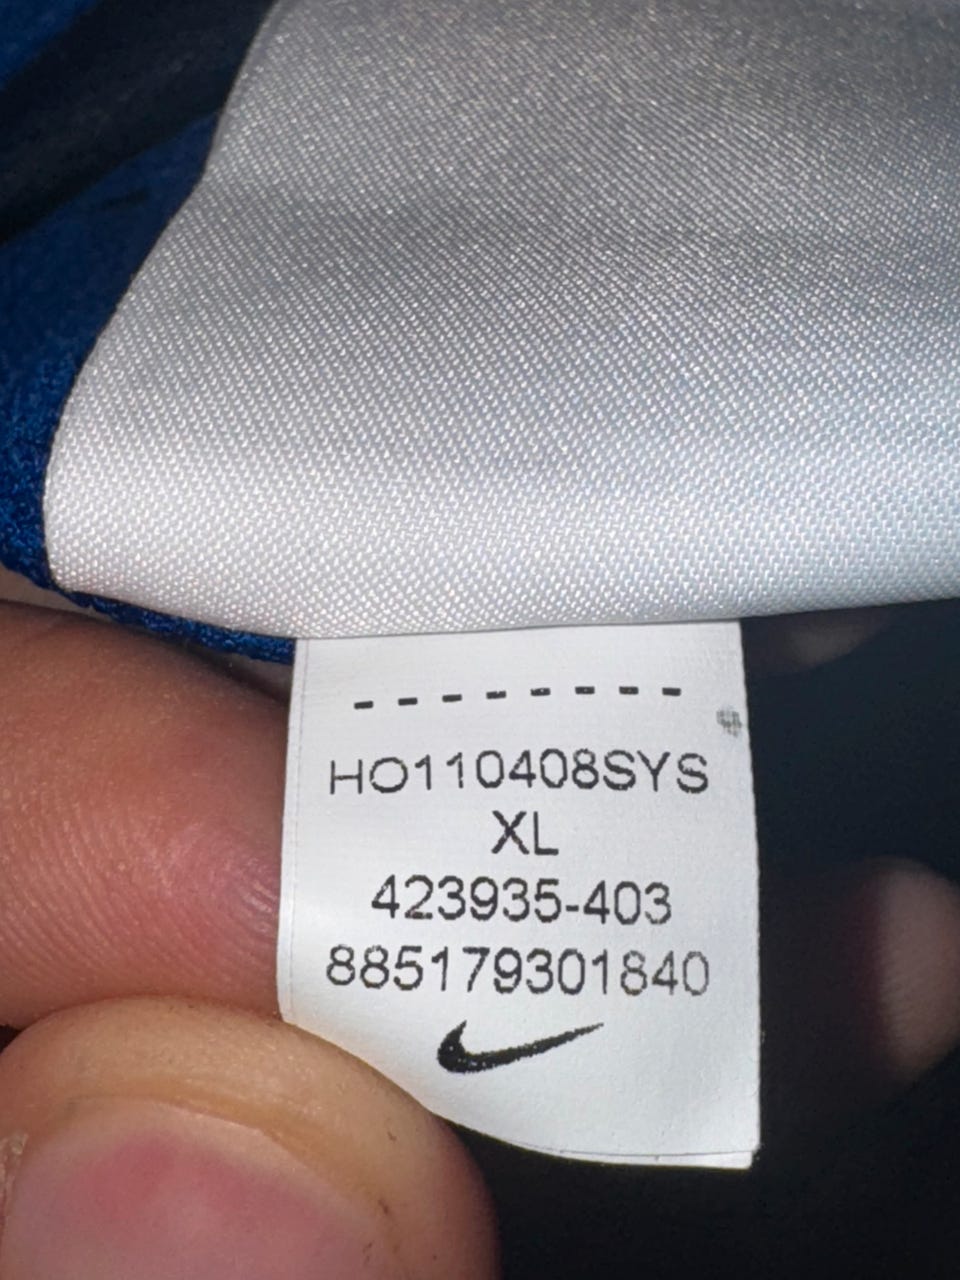 --------
HO110408SYS
XL
423935-403
885179301840